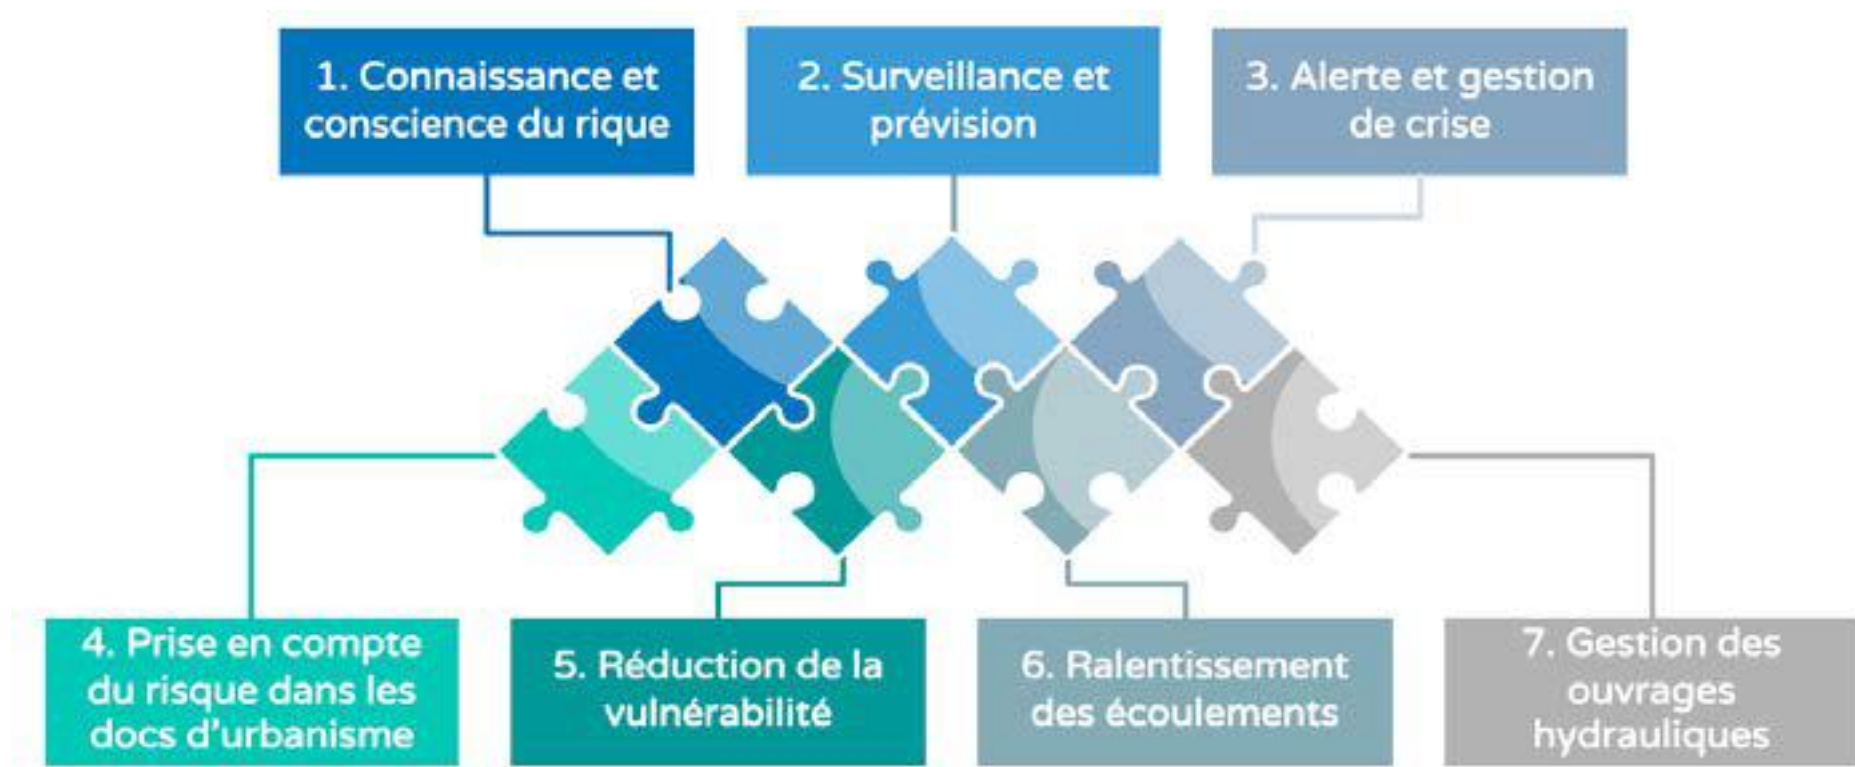 1. Connaissance et
conscience du rique
2. Surveillance et
prévision
3. Alerte et gestion
de crise
4. Prise en compte
du risque dans les
docs d'urbanisme
5. Réduction de la
vulnérabilité
6. Ralentissement
des écoulements
7. Gestion des
ouvrages
hydrauliques